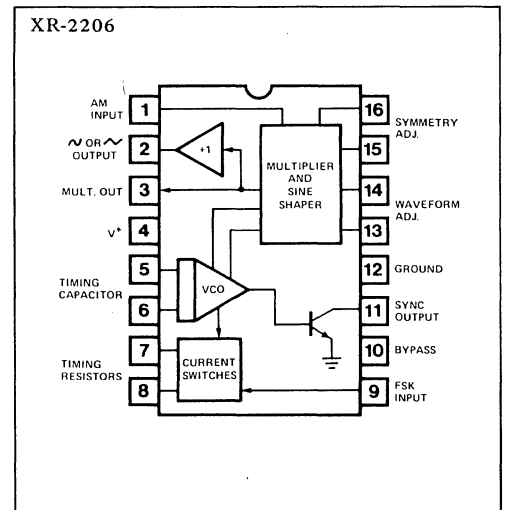 XR-2206
AM
INPUT
1
∿ OR ∿
OUTPUT
2
+1
MULT. OUT
3
V+
4
TIMING
CAPACITOR
5
6
VCO
TIMING
RESISTORS
7
8
CURRENT
SWITCHES
MULTIPLIER
AND
SINE
SHAPER
16
SYMMETRY
ADJ.
15
14
WAVEFORM
ADJ.
13
12
GROUND
11
SYNC
OUTPUT
10
BYPASS
9
FSK
INPUT